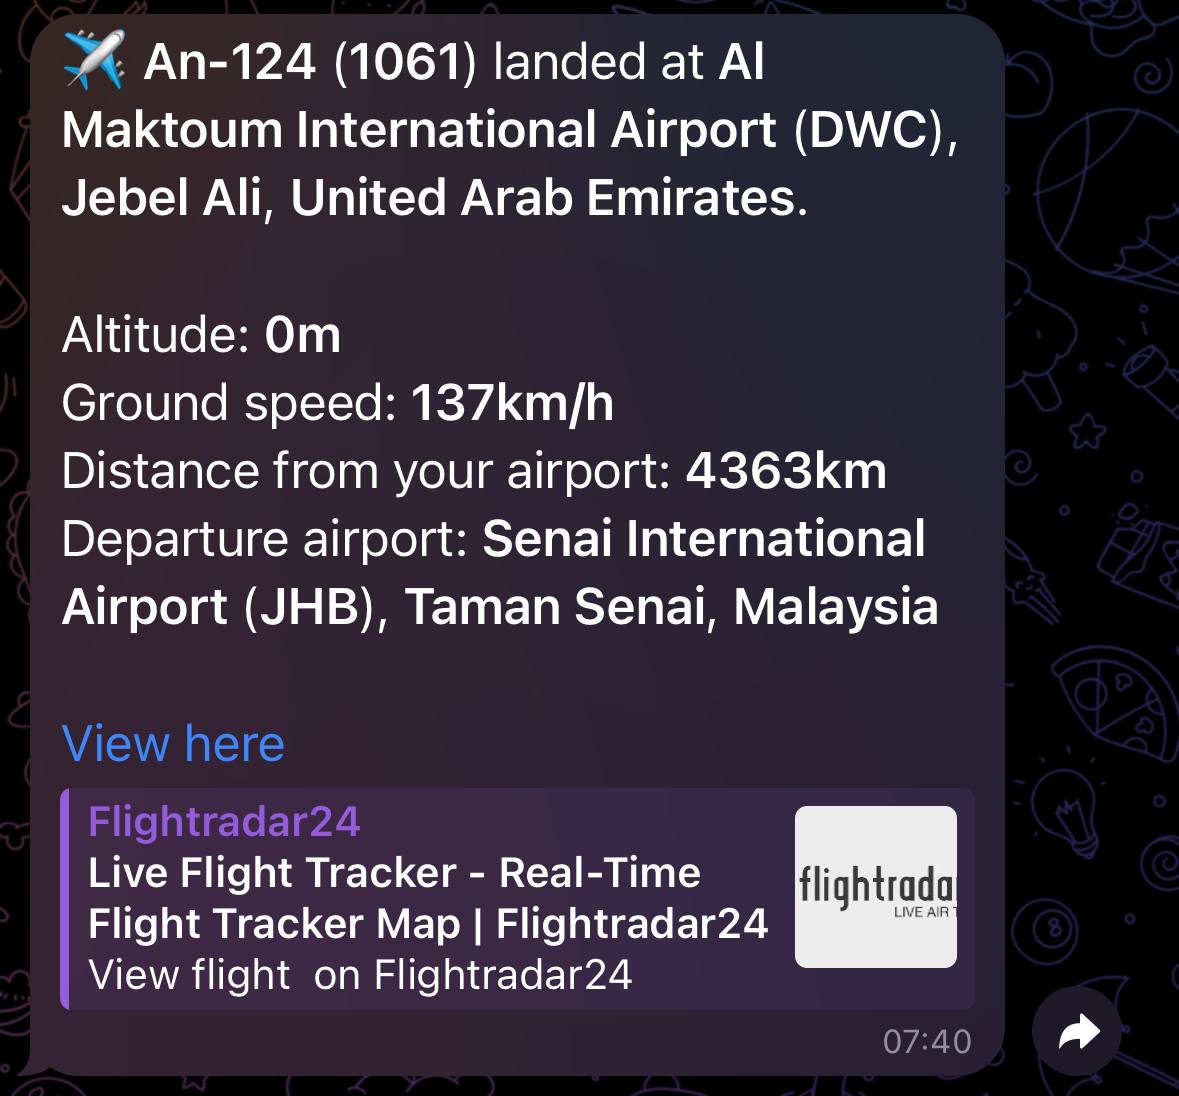 ✈️ An-124 (1061) landed at Al
Maktoum International Airport (DWC),
Jebel Ali, United Arab Emirates.
Altitude: 0m
Ground speed: 137km/h
Distance from your airport: 4363km
Departure airport: Senai International
Airport (JHB), Taman Senai, Malaysia
View here
Flightradar24
Live Flight Tracker - Real-Time
Flight Tracker Map | Flightradar24
View flight  on Flightradar24
flightrada
LIVE AIR T
07:40
8